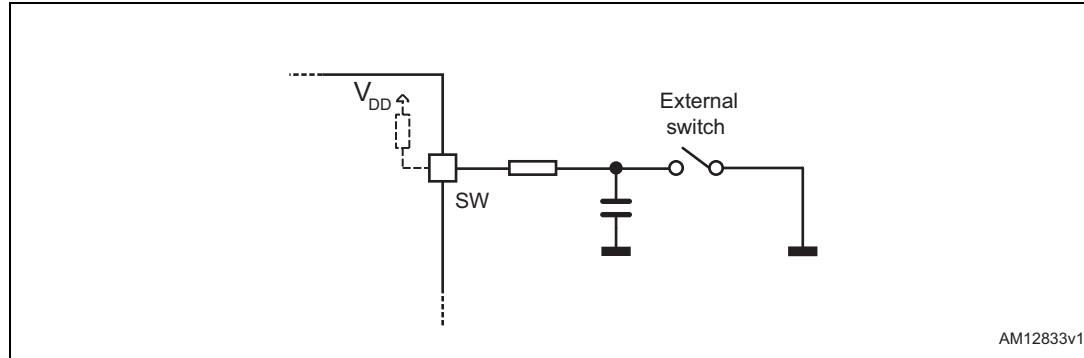 VDD
External
switch
SW
AM12833v1